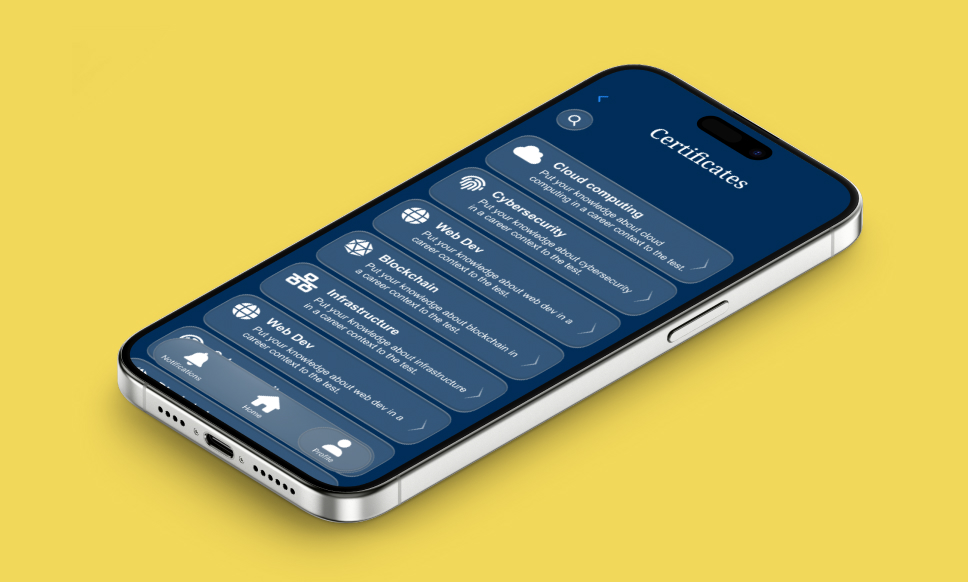 Certificates
Cloud computing
Put your knowledge about cloud
computing in a career context to the test.
Cybersecurity
Put your knowledge about cybersecurity
in a career context to the test.
Web Dev
Put your knowledge about web dev in a
career context to the test.
Blockchain
Put your knowledge about blockchain in
a career context to the test.
Infrastructure
Put your knowledge about infrastructure
in a career context to the test.
Web Dev
Put your knowledge about web dev in a
career context to the test.
Notifications
Home
Profile